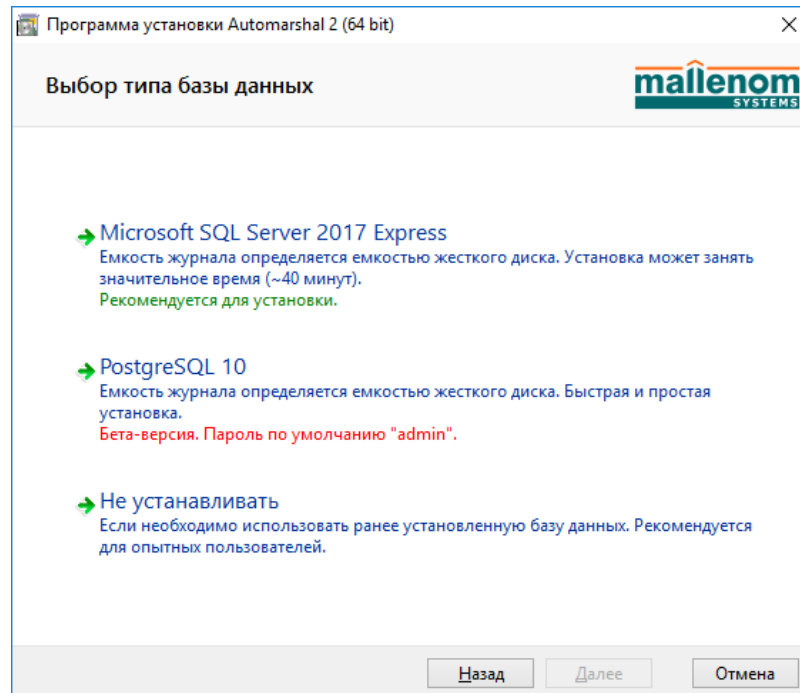 Программа установки Automarshal 2 (64 bit)
Выбор типа базы данных
mallenom
SYSTEMS
Microsoft SQL Server 2017 Express
Емкость журнала определяется емкостью жесткого диска. Установка может занять
значительное время (~40 минут).
Рекомендуется для установки.
PostgreSQL 10
Емкость журнала определяется емкостью жесткого диска. Быстрая и простая
установка.
Бета-версия. Пароль по умолчанию "admin".
Не устанавливать
Если необходимо использовать ранее установленную базу данных. Рекомендуется
для опытных пользователей.
Назад Далее Отмена